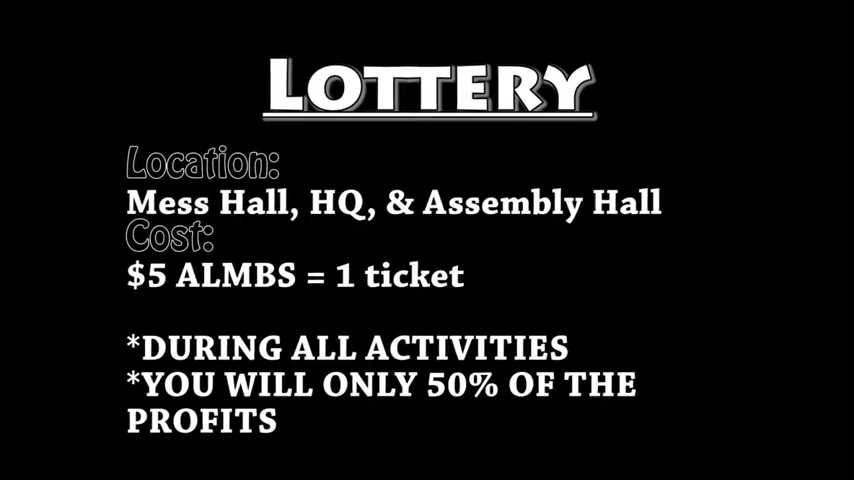 LOTTERY
Location:
Mess Hall, HQ, & Assembly Hall
Cost:
$5 ALMBS = 1 ticket
*DURING ALL ACTIVITIES
*YOU WILL ONLY 50% OF THE
PROFITS